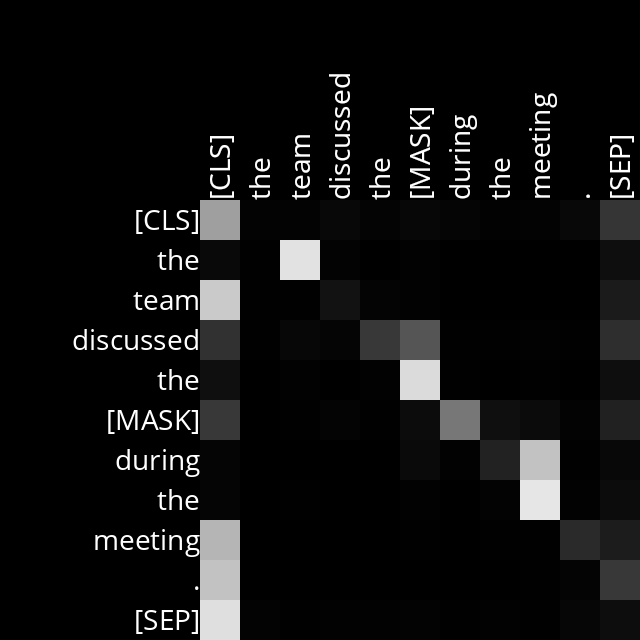 [CLS]
the
team
discussed
the
[MASK]
during
the
meeting
.
[SEP]
[CLS]
the
team
discussed
the
[MASK]
during
the
meeting
.
[SEP]